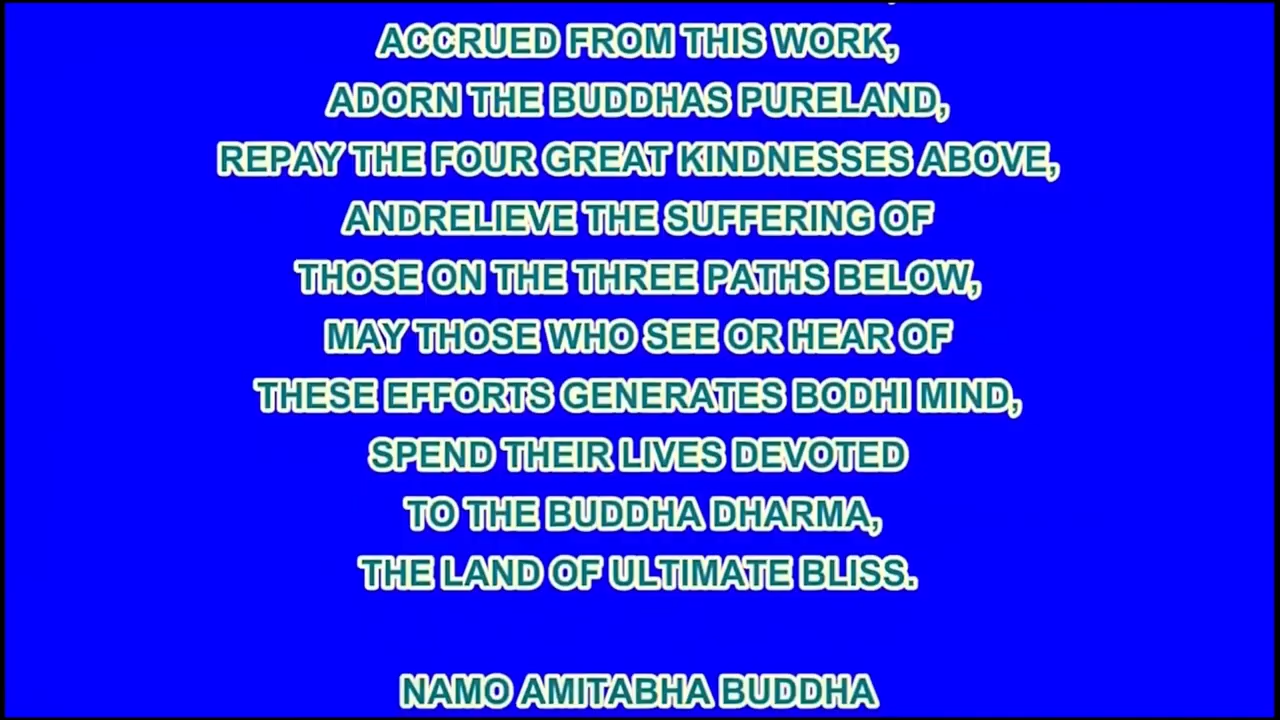 ACCRUED FROM THIS WORK,
ADORN THE BUDDHAS PURELAND,
REPAY THE FOUR GREAT KINDNESSES ABOVE,
ANDRELIEVE THE SUFFERING OF
THOSE ON THE THREE PATHS BELOW,
MAY THOSE WHO SEE OR HEAR OF
THESE EFFORTS GENERATES BODHI MIND,
SPEND THEIR LIVES DEVOTED
TO THE BUDDHA DHARMA,
THE LAND OF ULTIMATE BLISS.
NAMO AMITABHA BUDDHA